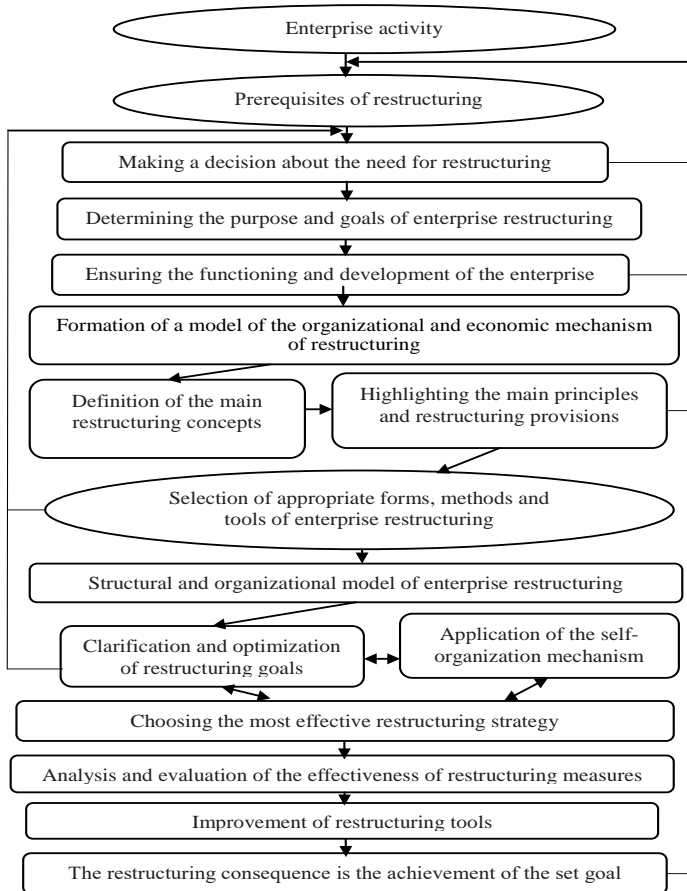 Enterprise activity
Prerequisites of restructuring
Making a decision about the need for restructuring
Determining the purpose and goals of enterprise restructuring
Ensuring the functioning and development of the enterprise
Formation of a model of the organizational and economic mechanism
of restructuring
Definition of the main
restructuring concepts
Highlighting the main principles
and restructuring provisions
Selection of appropriate forms, methods and
tools of enterprise restructuring
Structural and organizational model of enterprise restructuring
Clarification and optimization
of restructuring goals
Application of the self-
organization mechanism
Choosing the most effective restructuring strategy
Analysis and evaluation of the effectiveness of restructuring measures
Improvement of restructuring tools
The restructuring consequence is the achievement of the set goal